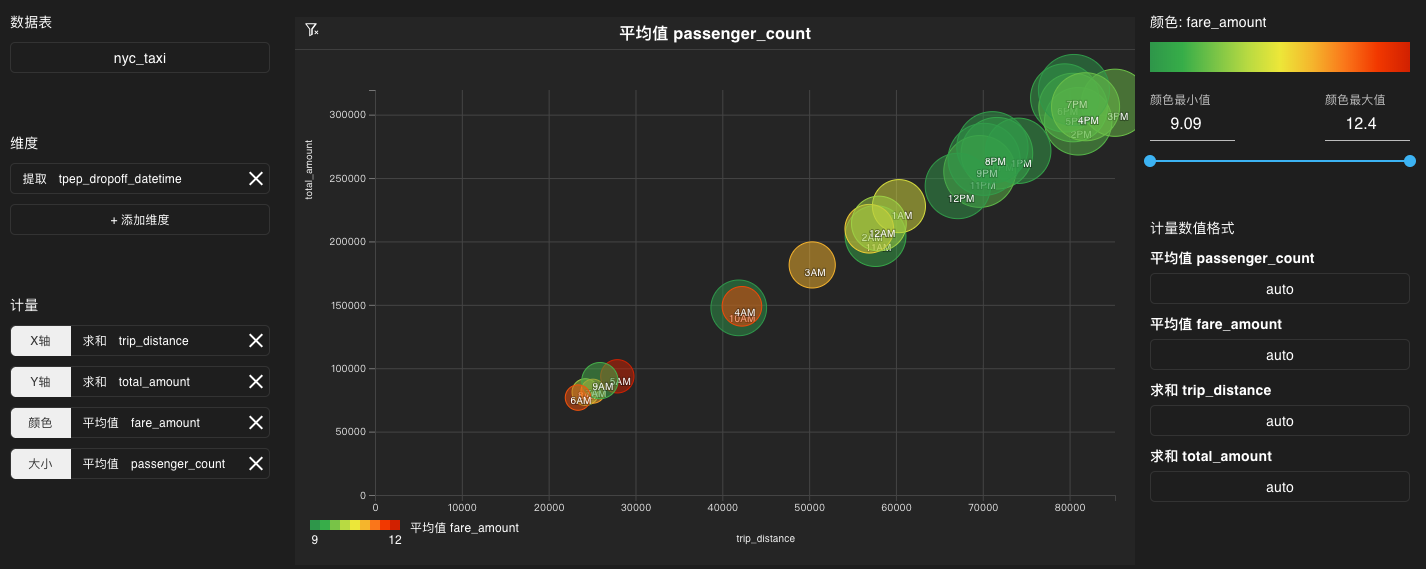 数据表
nyc_taxi
维度
提取 tpep_dropoff_datetime
+ 添加维度
计量
X轴 求和 trip_distance
Y轴 求和 total_amount
颜色 平均值 fare_amount
大小 平均值 passenger_count
平均值 passenger_count
total_amount
300000
250000
200000
150000
100000
50000
0
0 10000 20000 30000 40000 50000 60000 70000 80000
trip_distance
7PM
4PM
3PM
2PM
8PM
1PM
9PM
11PM
12PM
1AM
12AM
2AM
11AM
3AM
4AM
10AM
9AM
5AM
6AM
平均值 fare_amount
9 12
颜色: fare_amount
颜色最小值 颜色最大值
9.09 12.4
计量数值格式
平均值 passenger_count
auto
平均值 fare_amount
auto
求和 trip_distance
auto
求和 total_amount
auto